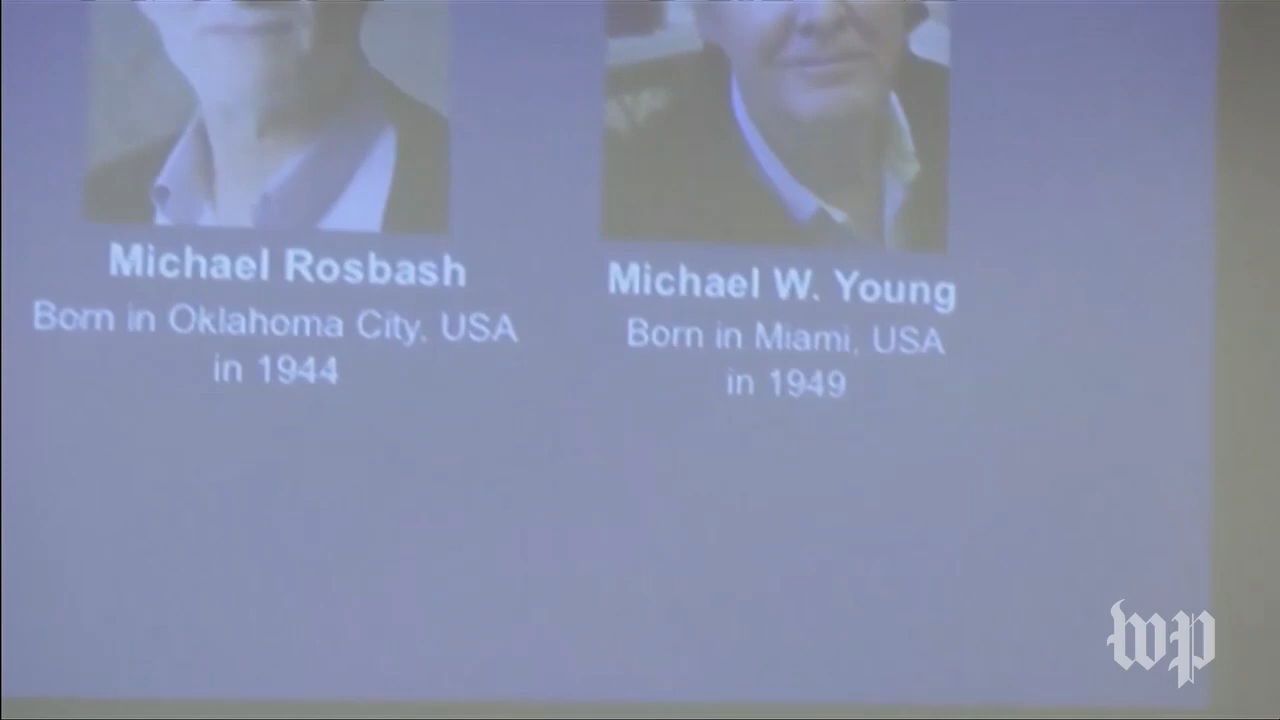 Michael Rosbash
Born in Oklahoma City, USA
in 1944
Michael W. Young
Born in Miami, USA
in 1949
wp